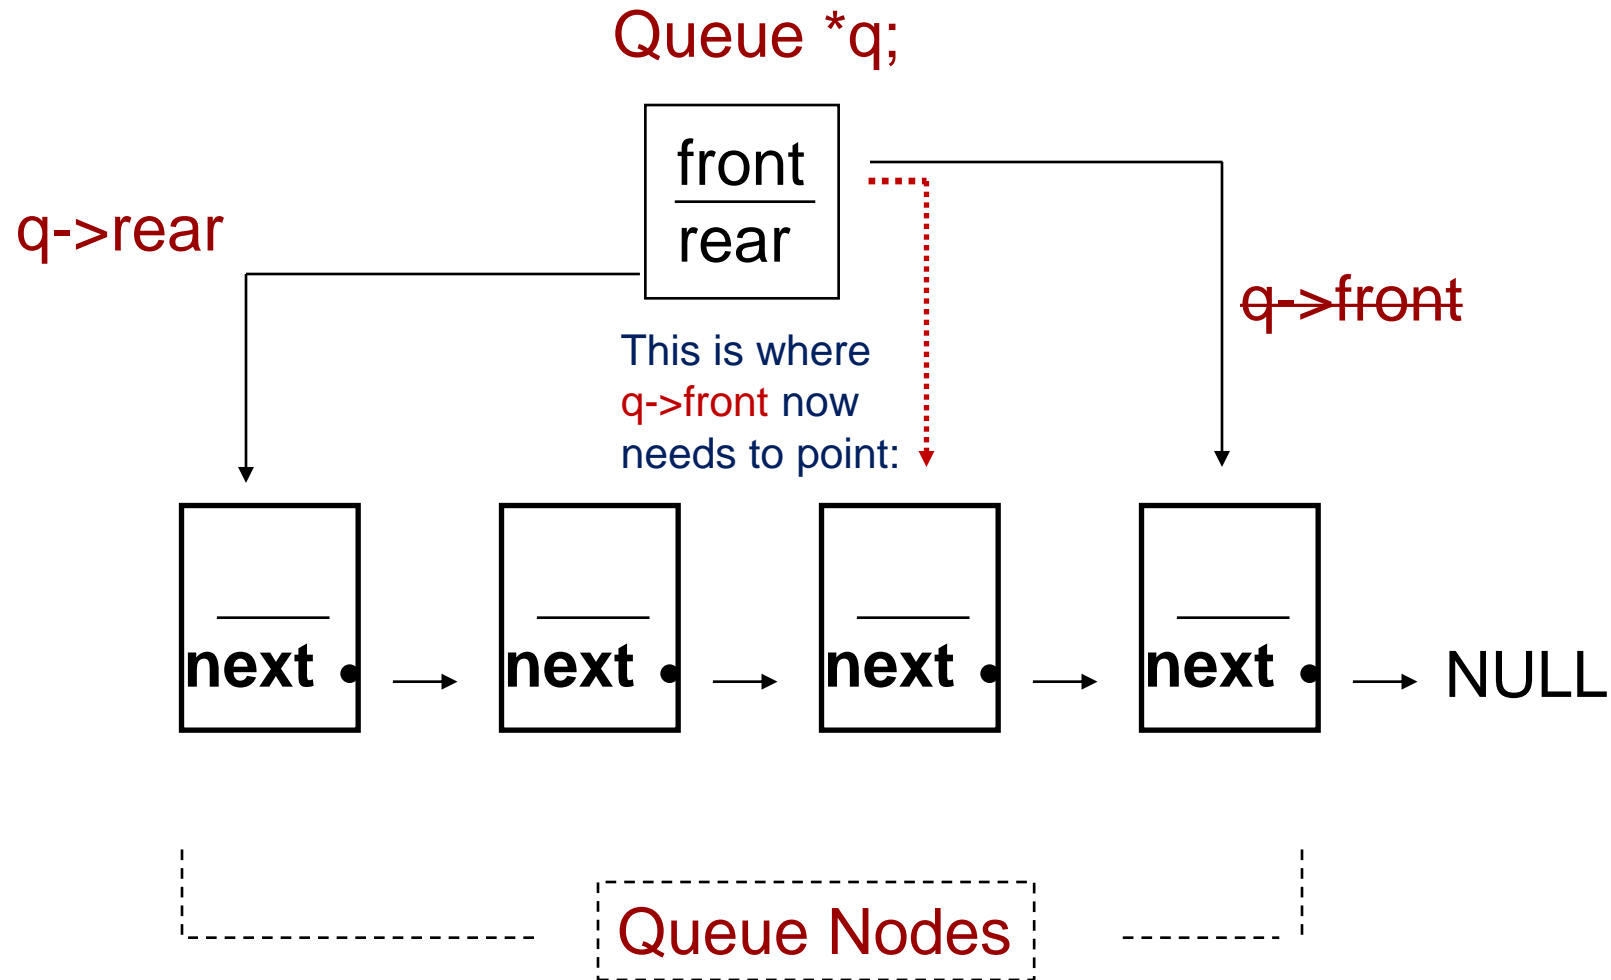 Queue *q;
front
rear
q->rear
q->front
This is where
q->front now
needs to point:
next •
next •
next •
next •
NULL
Queue Nodes